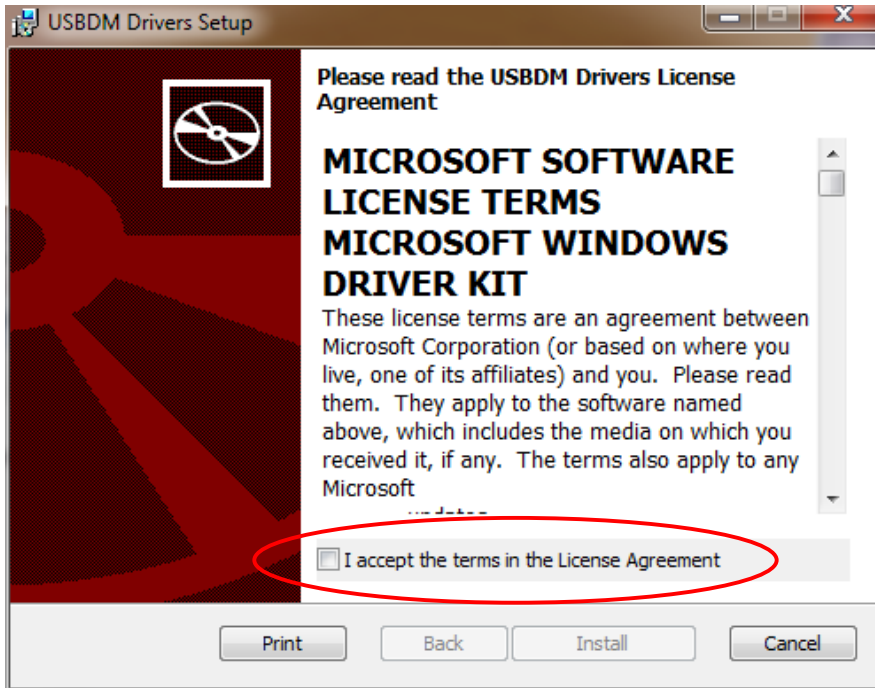 USBDM Drivers Setup
Please read the USBDM Drivers License
Agreement
MICROSOFT SOFTWARE
LICENSE TERMS
MICROSOFT WINDOWS
DRIVER KIT
These license terms are an agreement between
Microsoft Corporation (or based on where you
live, one of its affiliates) and you.  Please read
them.  They apply to the software named
above, which includes the media on which you
received it, if any.  The terms also apply to any
Microsoft
I accept the terms in the License Agreement
Print Back Install Cancel